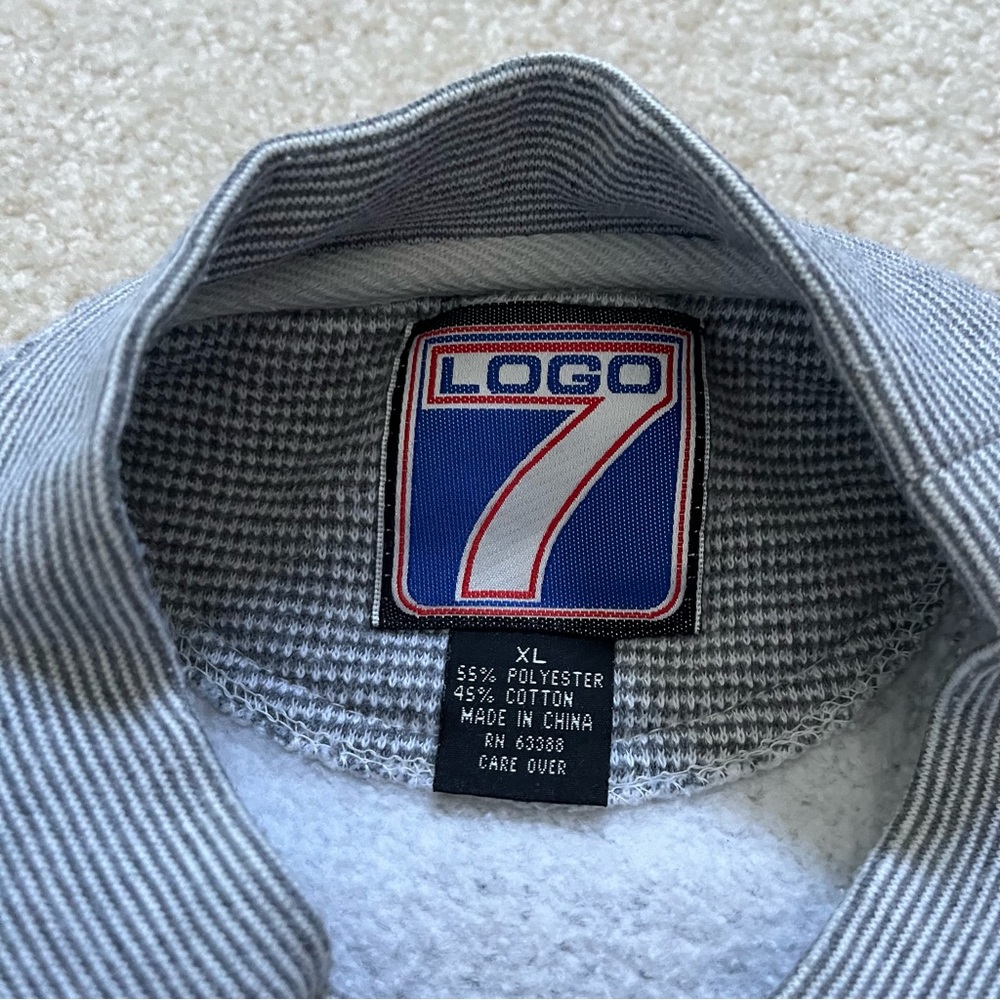 LOGO
7
XL
55% POLYESTER
45% COTTON
MADE IN CHINA
RN 63388
CARE OVER